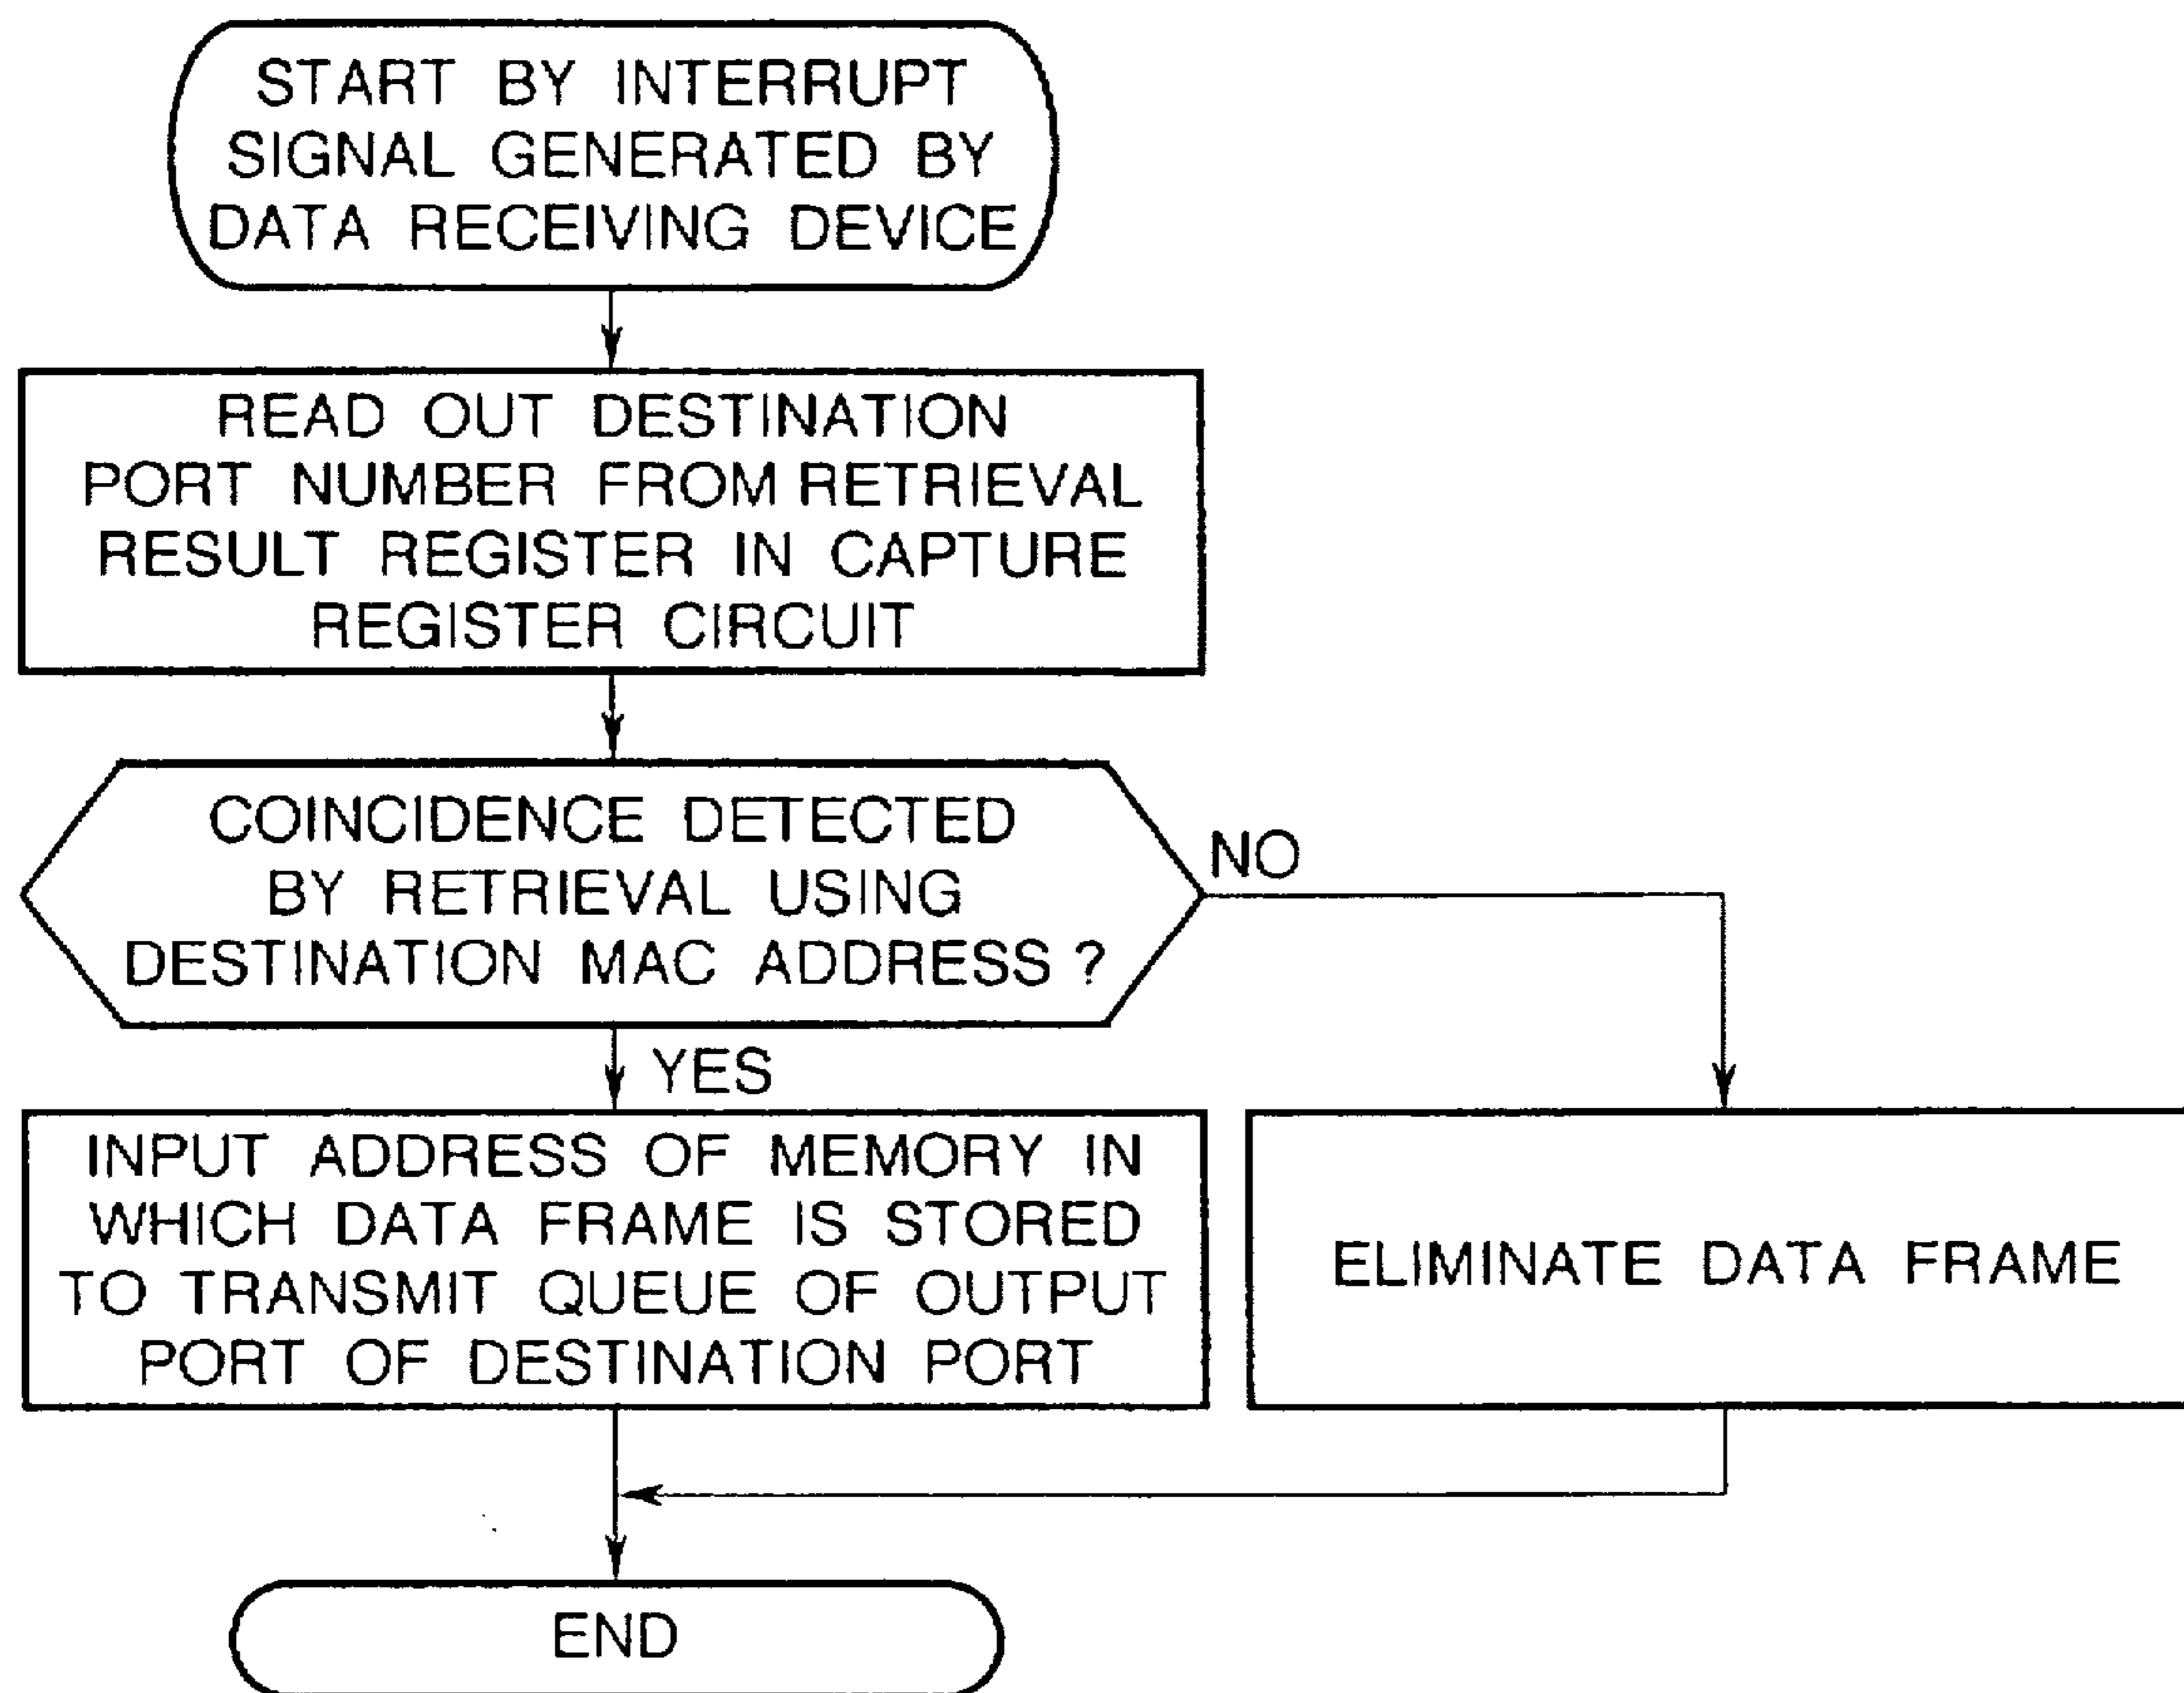 START BY INTERRUPT
SIGNAL GENERATED BY
DATA RECEIVING DEVICE
READ OUT DESTINATION
PORT NUMBER FROM RETRIEVAL
RESULT REGISTER IN CAPTURE
REGISTER CIRCUIT
COINCIDENCE DETECTED
BY RETRIEVAL USING
DESTINATION MAC ADDRESS ?
NO
YES
INPUT ADDRESS OF MEMORY IN
WHICH DATA FRAME IS STORED
TO TRANSMIT QUEUE OF OUTPUT
PORT OF DESTINATION PORT
ELIMINATE DATA FRAME
END